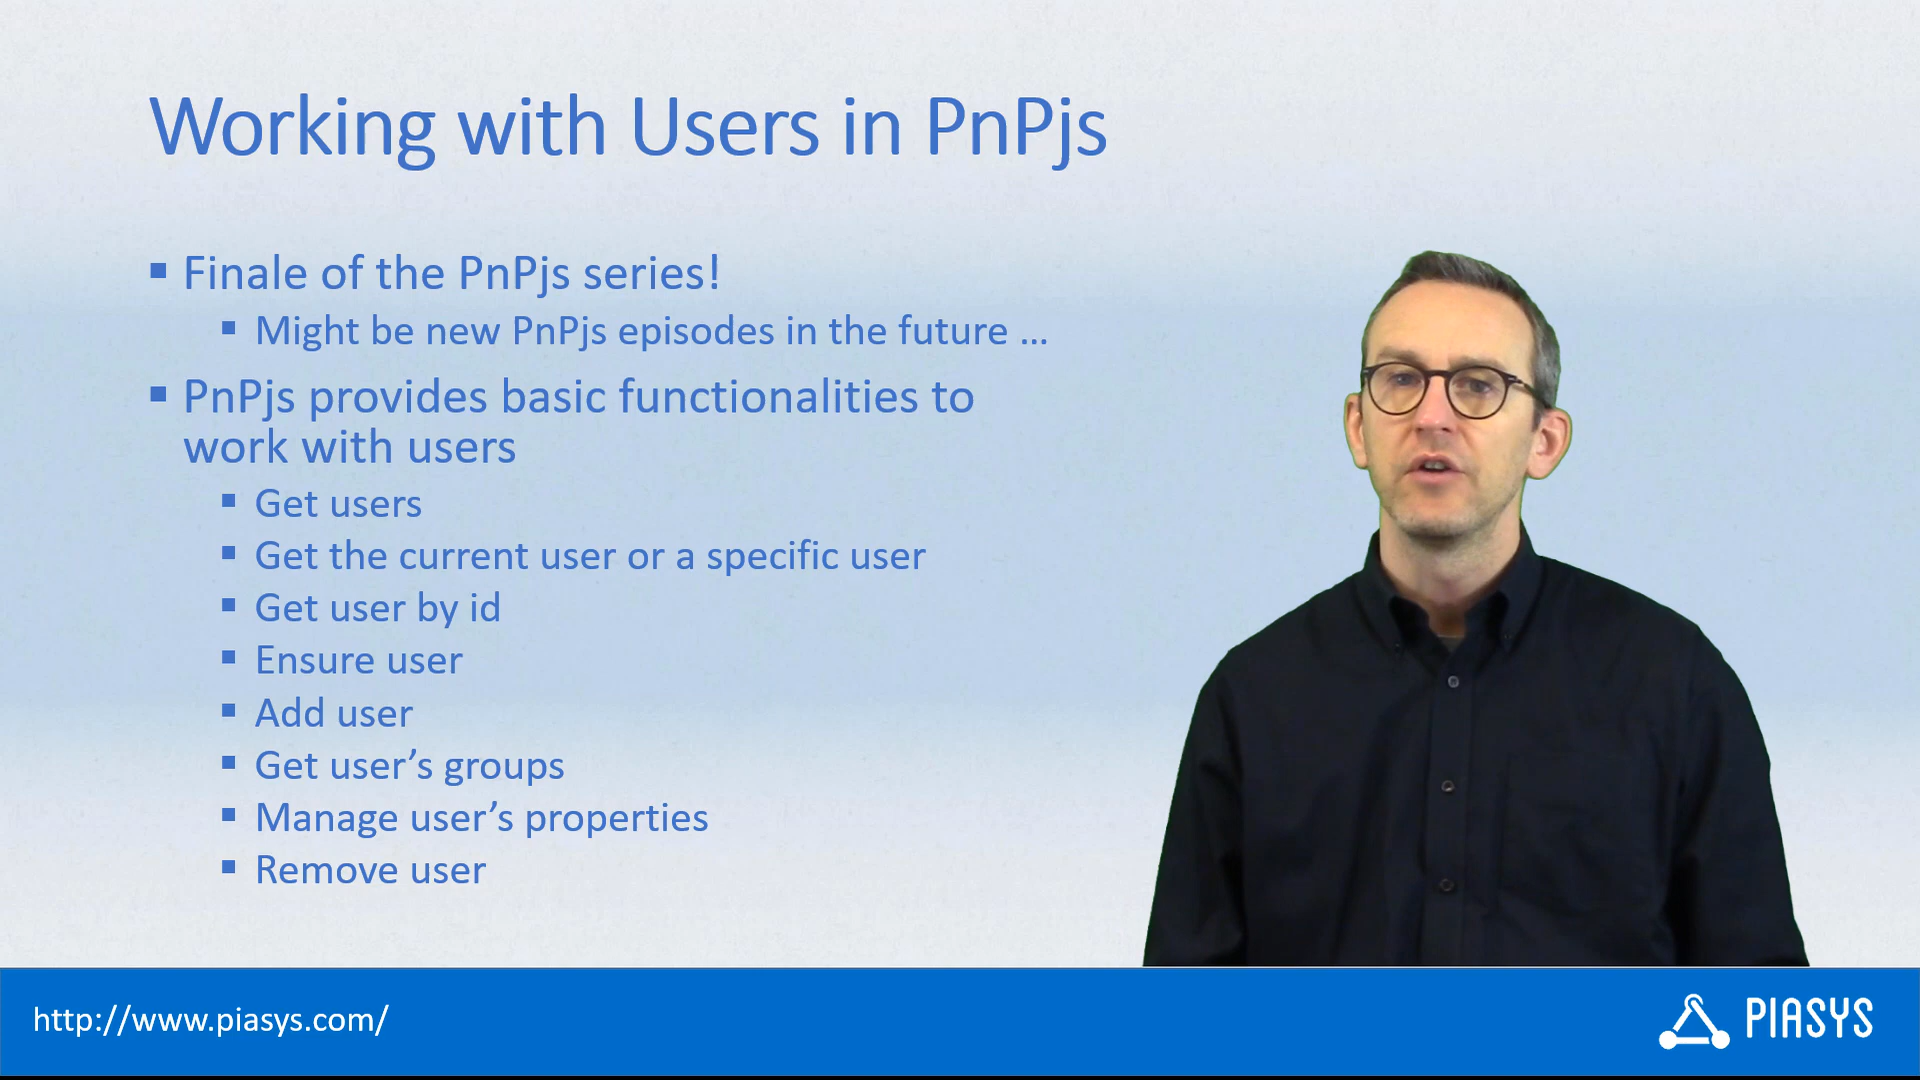 Working with Users in PnPjs
▪ Finale of the PnPjs series!
▪ Might be new PnPjs episodes in the future …
▪ PnPjs provides basic functionalities to
work with users
▪ Get users
▪ Get the current user or a specific user
▪ Get user by id
▪ Ensure user
▪ Add user
▪ Get user’s groups
▪ Manage user’s properties
▪ Remove user
http://www.piasys.com/
PIASYS